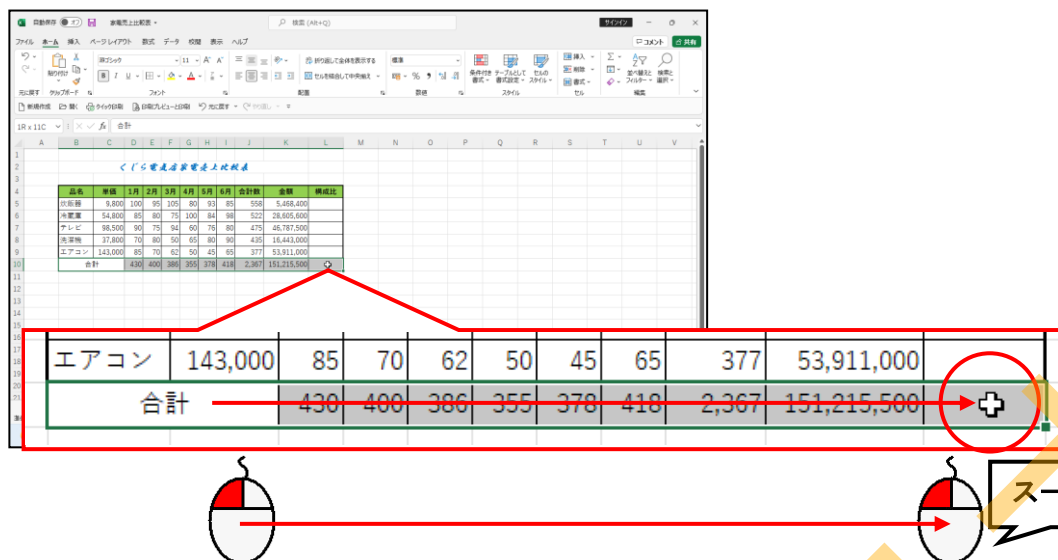 自動保存 オフ 家電売上比較表 検索 (Alt+Q) サインイン
ファイル ホーム 挿入 ページ レイアウト 数式 データ 校閲 表示 ヘルプ コメント 共有
游ゴシック 11 折り返して全体を表示する 標準 挿入
貼り付け セルを結合して中央揃え 条件付き書式 テーブルとして書式設定 セルのスタイル 削除 書式 並べ替えとフィルター 検索と選択
元に戻す クリップボード フォント 配置 数値 スタイル セル 編集
新規作成 開く クイック印刷 印刷プレビューと印刷 元に戻す
1R x 11C fx 合計
A B C D E F G H I J K L M N O P Q R S T U V
くじら電気店家電売上比較表
品名 単価 1月 2月 3月 4月 5月 6月 合計数 金額 構成比
炊飯器 9,800 100 95 105 80 93 85 558 5,468,400
冷蔵庫 54,800 85 80 75 100 84 98 522 28,605,600
テレビ 98,500 90 75 94 60 76 80 475 46,787,500
洗濯機 37,800 70 80 50 65 80 90 435 16,443,000
エアコン 143,000 85 70 62 50 45 65 377 53,911,000
合計 430 400 386 355 378 418 2,367 151,215,500
エアコン 143,000 85 70 62 50 45 65 377 53,911,000
合計 430 400 386 355 378 418 2,367 151,215,500
スー